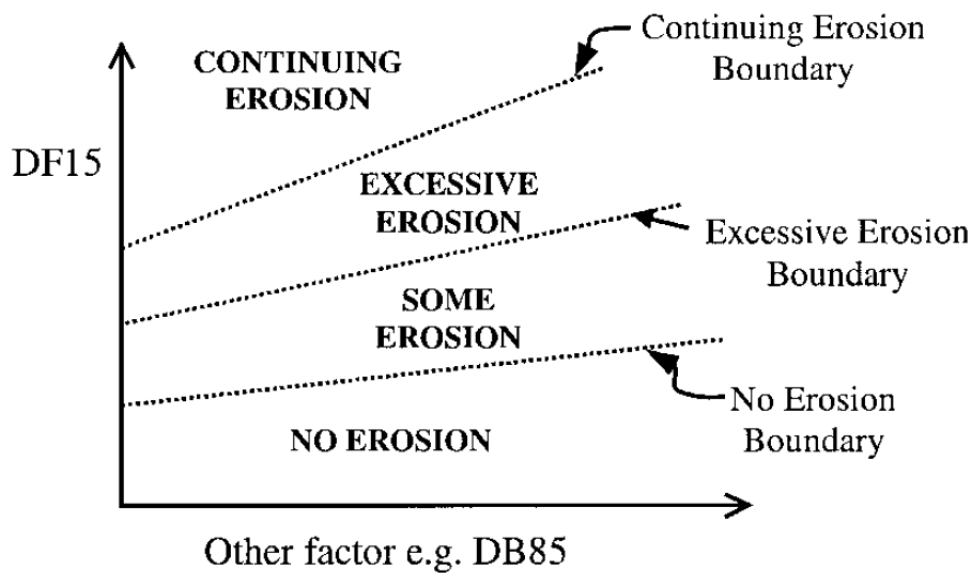 Continuing Erosion
Boundary
CONTINUING
EROSION
DF15
EXCESSIVE
EROSION
Excessive Erosion
Boundary
SOME
EROSION
No Erosion
Boundary
NO EROSION
Other factor e.g. DB85